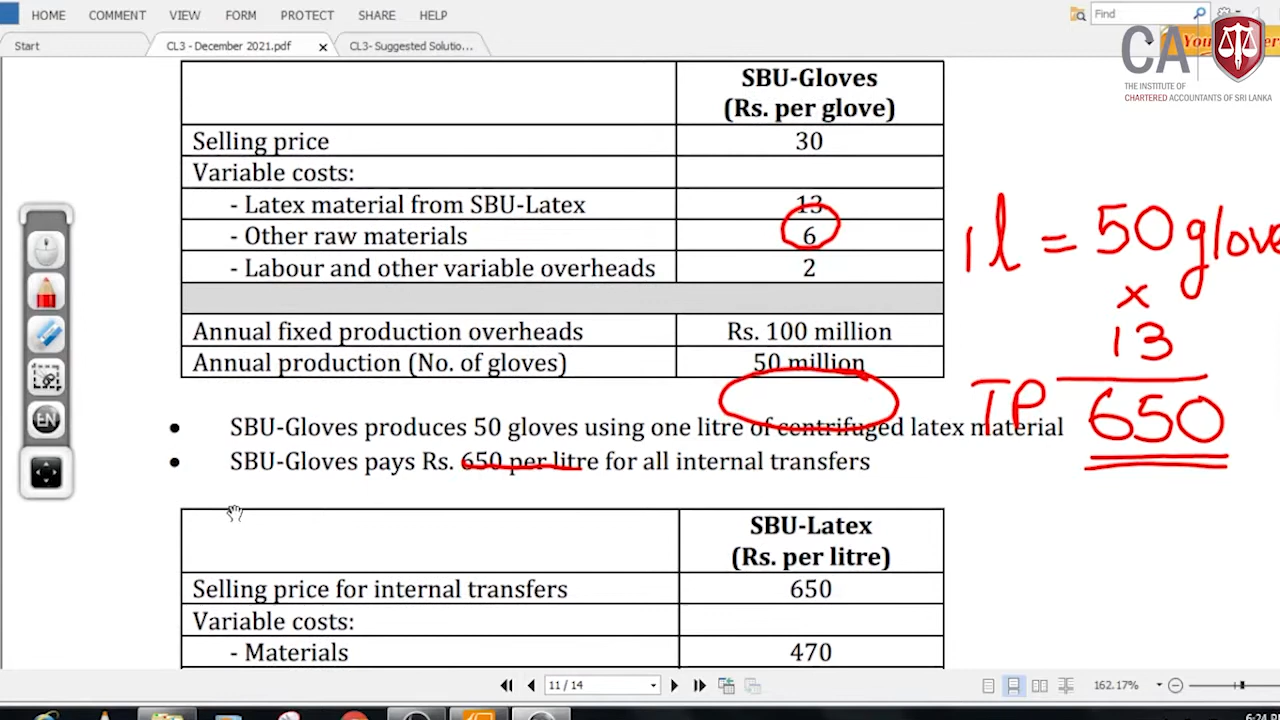 HOME COMMENT VIEW FORM PROTECT SHARE HELP Find
Start CL3 - December 2021.pdf x CL3- Suggested Solutio...
CA
THE INSTITUTE OF
CHARTERED ACCOUNTANTS OF SRI LANKA
SBU-Gloves
(Rs. per glove)
Selling price 30
Variable costs:
- Latex material from SBU-Latex 13
- Other raw materials 6
- Labour and other variable overheads 2
Annual fixed production overheads Rs. 100 million
Annual production (No. of gloves) 50 million
1 l = 50 glove
x
13
TP 650
• SBU-Gloves produces 50 gloves using one litre of centrifuged latex material
• SBU-Gloves pays Rs. 650 per litre for all internal transfers
SBU-Latex
(Rs. per litre)
Selling price for internal transfers 650
Variable costs:
- Materials 470
EN
11 / 14 162.17%